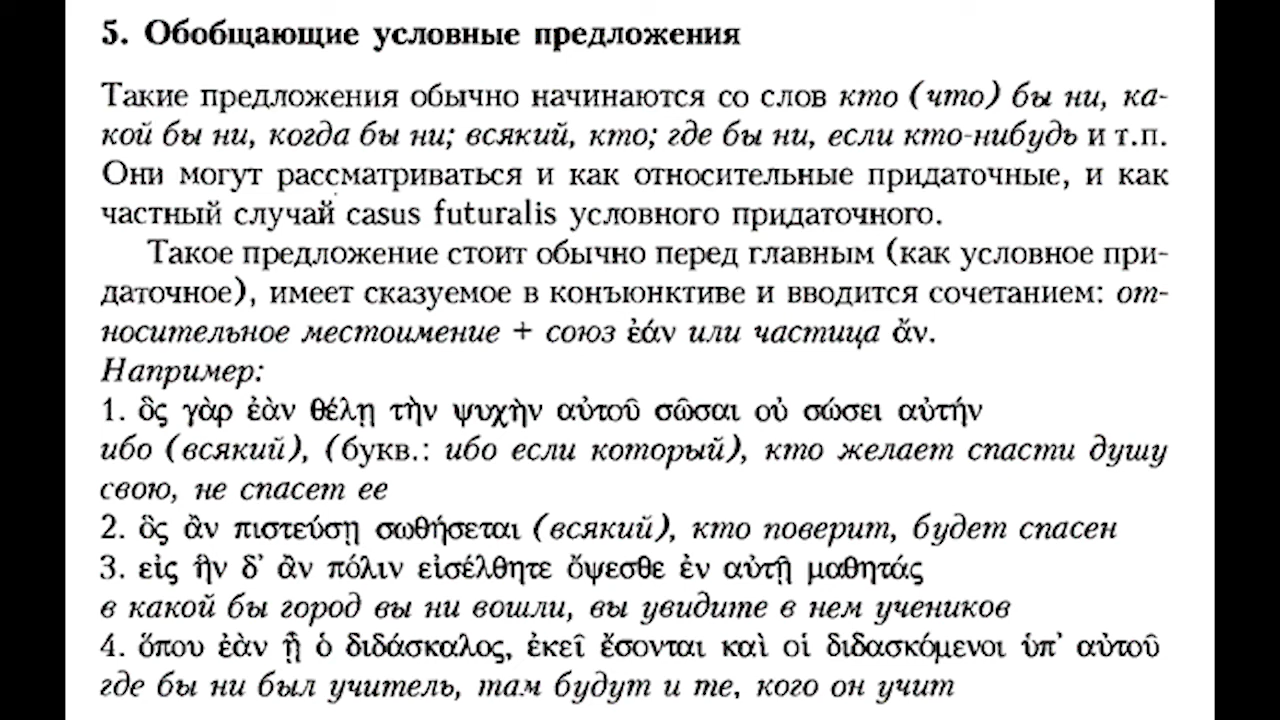 5. Обобщающие условные предложения
Такие предложения обычно начинаются со слов кто (что) бы ни, ка-
кой бы ни, когда бы ни; всякий, кто; где бы ни, если кто-нибудь и т.п.
Они могут рассматриваться и как относительные придаточные, и как
частный случай casus futuralis условного придаточного.
Такое предложение стоит обычно перед главным (как условное при-
даточное), имеет сказуемое в конъюнктиве и вводится сочетанием: от-
носительное местоимение + союз ἐάν или частица ἄν.
Например:
1. ὃς γὰρ ἐὰν θέλῃ τὴν ψυχὴν αὐτοῦ σῶσαι οὐ σώσει αὐτήν
ибо (всякий), (букв.: ибо если который), кто желает спасти душу
свою, не спасет ее
2. ὃς ἂν πιστεύσῃ σωθήσεται (всякий), кто поверит, будет спасен
3. εἰς ἣν δ’ ἂν πόλιν εἰσέλθητε ὄψεσθε ἐν αὐτῇ μαθητάς
в какой бы город вы ни вошли, вы увидите в нем учеников
4. ὅπου ἐὰν ᾖ ὁ διδάσκαλος, ἐκεῖ ἔσονται καὶ οἱ διδασκόμενοι ὑπ’ αὐτοῦ
где бы ни был учитель, там будут и те, кого он учит